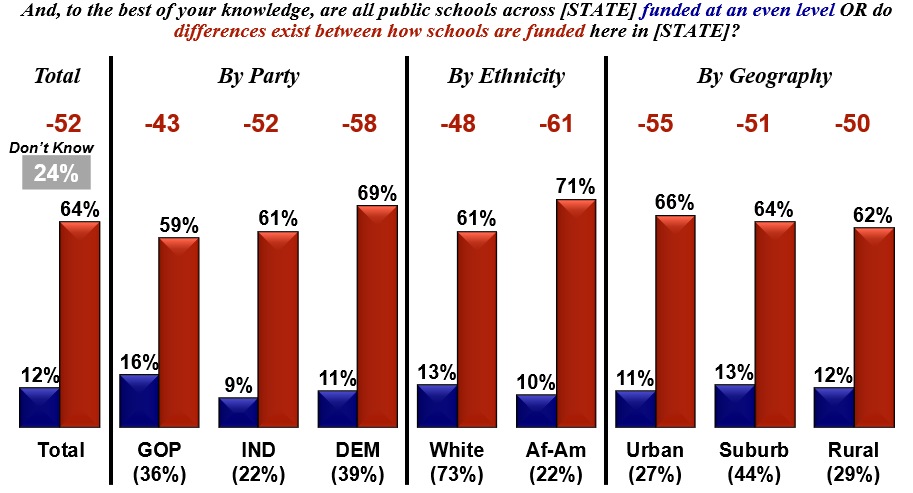 And, to the best of your knowledge, are all public schools across [STATE] funded at an even level OR do
differences exist between how schools are funded here in [STATE]?
Total By Party By Ethnicity By Geography
-52 -43 -52 -58 -48 -61 -55 -51 -50
Don't Know
24%
64% 59% 61% 69% 61% 71% 66% 64% 62%
12% 16% 9% 11% 13% 10% 11% 13% 12%
Total GOP IND DEM White Af-Am Urban Suburb Rural
(36%) (22%) (39%) (73%) (22%) (27%) (44%) (29%)